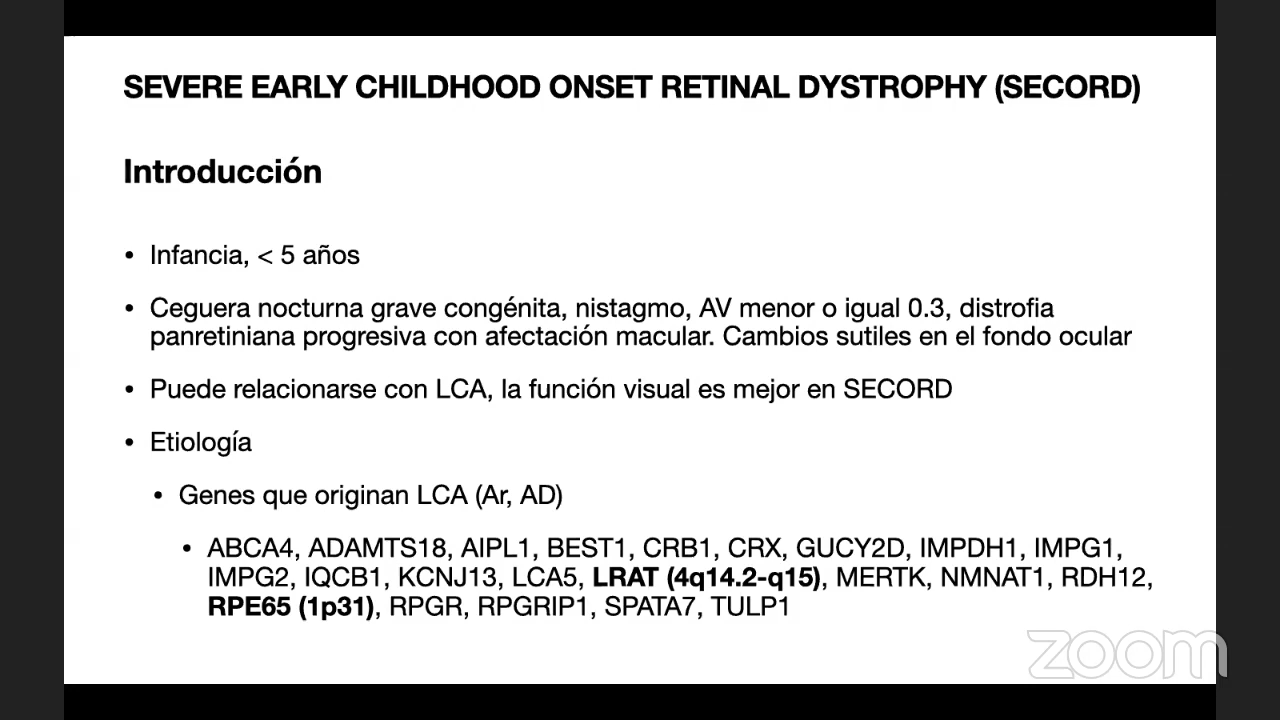 SEVERE EARLY CHILDHOOD ONSET RETINAL DYSTROPHY (SECORD)
Introducción
• Infancia, < 5 años
• Ceguera nocturna grave congénita, nistagmo, AV menor o igual 0.3, distrofia
panretiniana progresiva con afectación macular. Cambios sutiles en el fondo ocular
• Puede relacionarse con LCA, la función visual es mejor en SECORD
• Etiología
• Genes que originan LCA (Ar, AD)
• ABCA4, ADAMTS18, AIPL1, BEST1, CRB1, CRX, GUCY2D, IMPDH1, IMPG1,
IMPG2, IQCB1, KCNJ13, LCA5, LRAT (4q14.2-q15), MERTK, NMNAT1, RDH12,
RPE65 (1p31), RPGR, RPGRIP1, SPATA7, TULP1
zoom